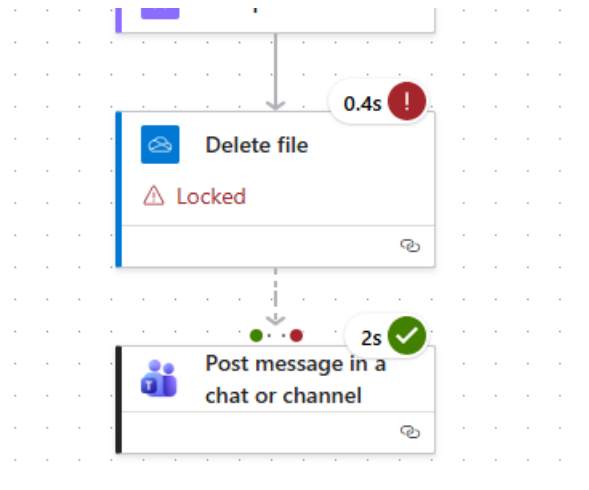 0.4s
Delete file
Locked
2s
Post message in a
chat or channel